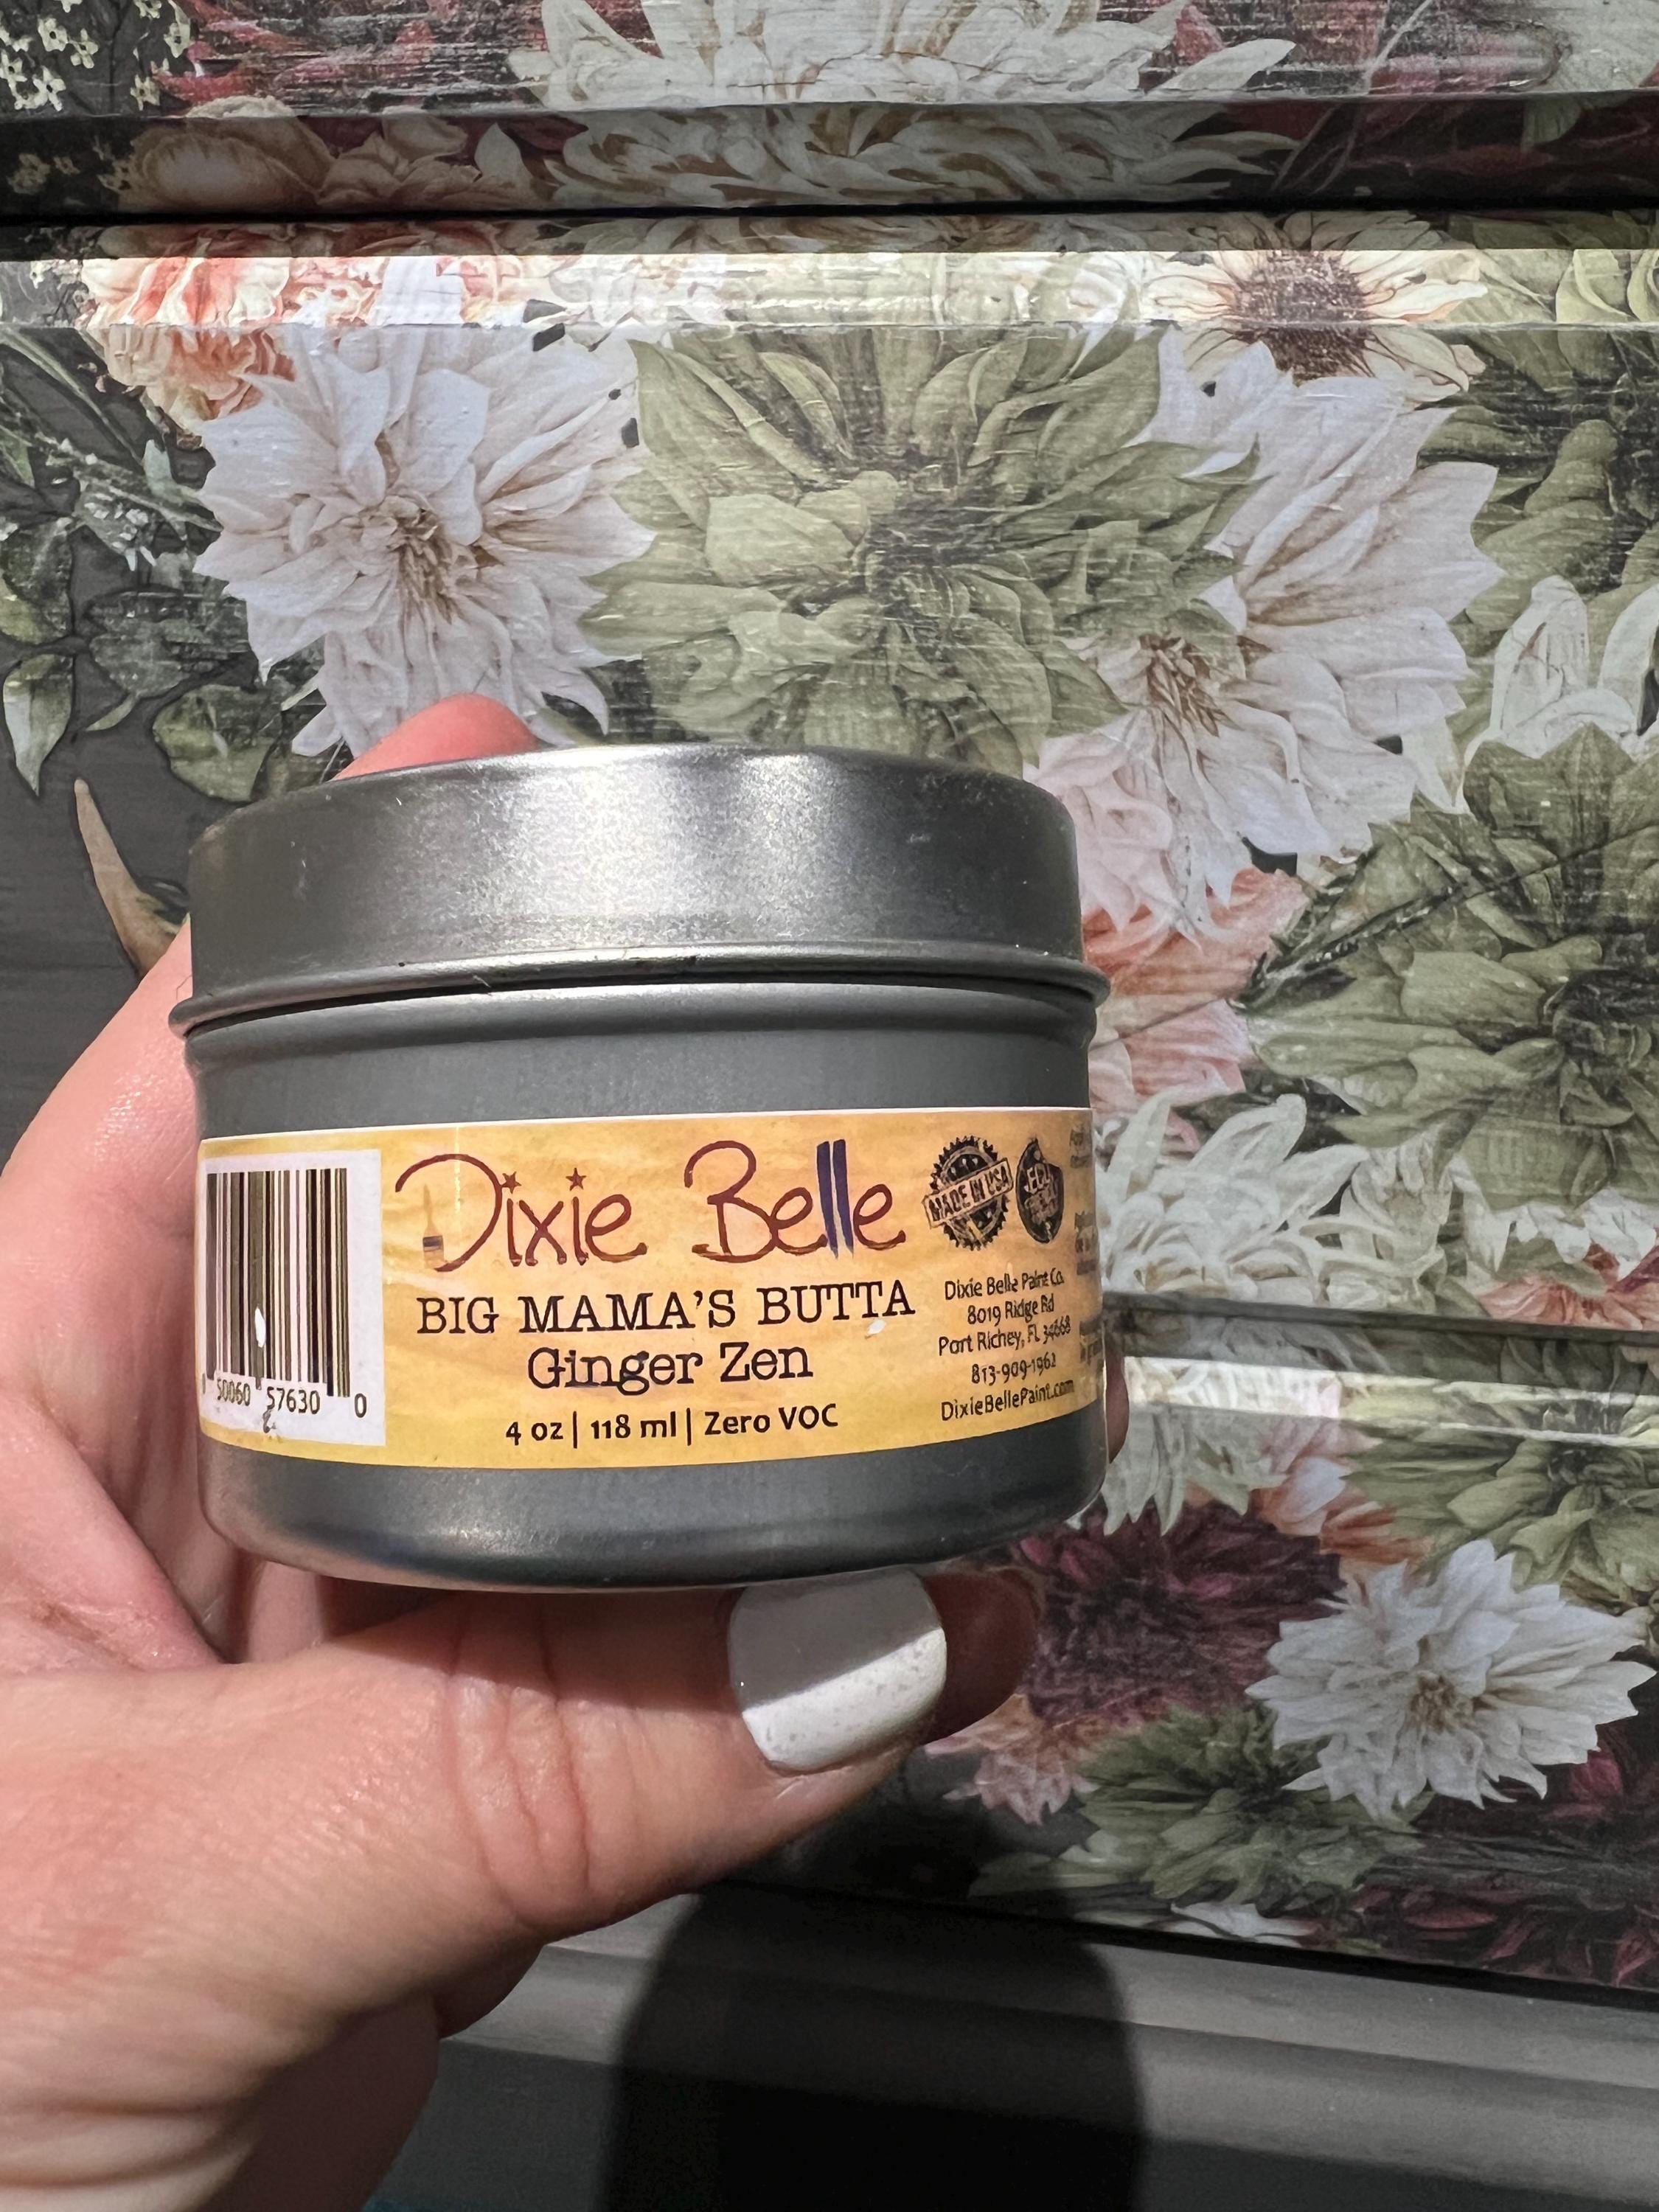 Dixie Belle
BIG MAMA'S BUTTA
Ginger Zen
4 oz | 118 ml | Zero VOC
50060 57630 0
MADE IN USA
Dixie Belle Paint Co.
8019 Ridge Rd
Port Richey, FL 34668
813-909-1962
DixieBellePaint.com